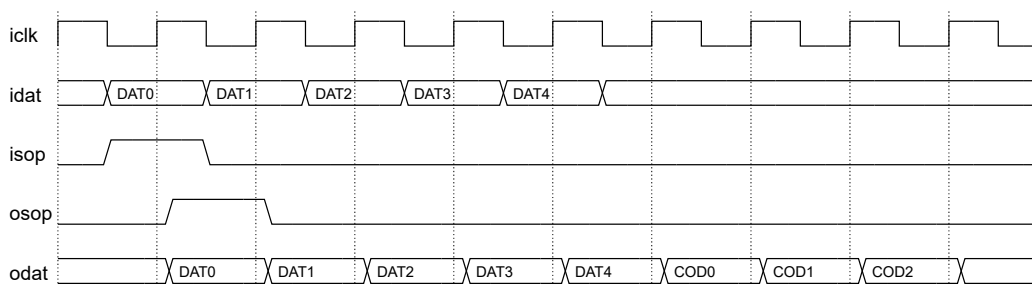 iclk
idat DAT0 DAT1 DAT2 DAT3 DAT4
isop
osop
odat DAT0 DAT1 DAT2 DAT3 DAT4 COD0 COD1 COD2